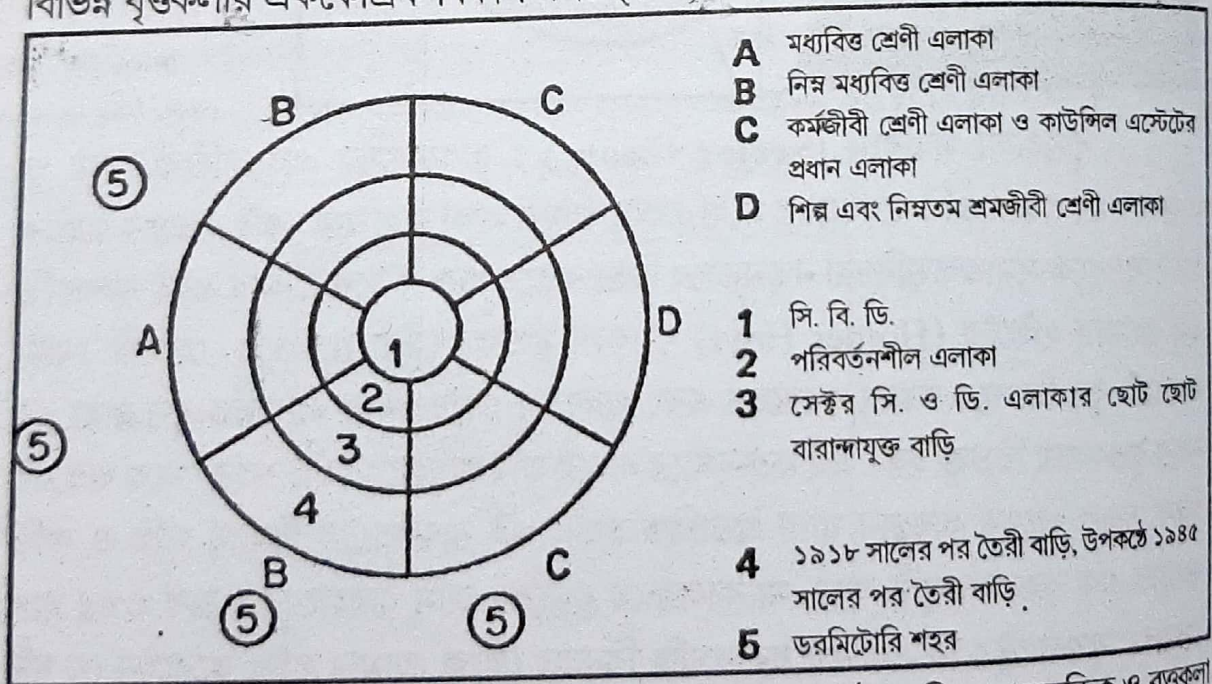 বিভিন্ন বৃত্তকলার
B
C
5
A
D
5
1
2
3
4
B
C
5
5
A মধ্যবিত্ত শ্রেণী এলাকা
B নিম্ন মধ্যবিত্ত শ্রেণী এলাকা
C কর্মজীবী শ্রেণী এলাকা ও কাউন্সিল এস্টেটের
প্রধান এলাকা
D শিল্প এবং নিম্নতম শ্রমজীবী শ্রেণী এলাকা
1 সি. বি. ডি.
2 পরিবর্তনশীল এলাকা
3 সেক্টর সি. ও ডি. এলাকার ছোট ছোট
বারান্দাযুক্ত বাড়ি
4 ১৯১৮ সালের পর তৈরী বাড়ি, উপকণ্ঠে ১৯৪৫
সালের পর তৈরী বাড়ি.
5 ডরমিটোরি শহর